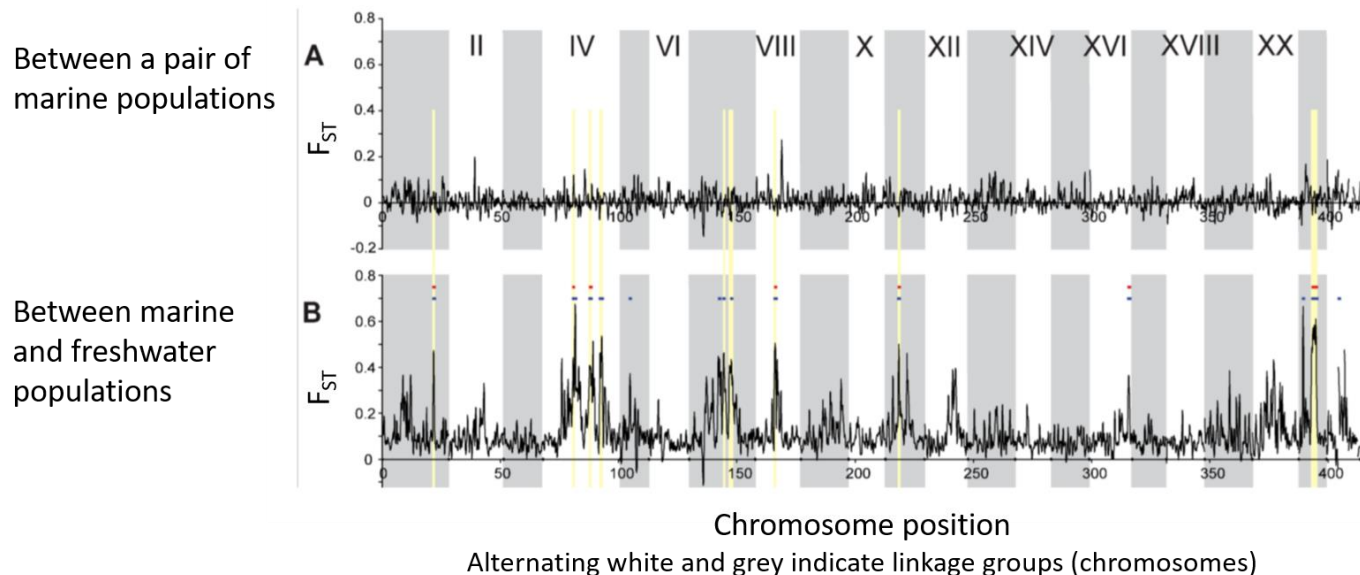 Between a pair of
marine populations
A
F_ST
0.8
0.6
0.4
0.2
0
-0.2
II
IV
VI
VIII
X
XII
XIV
XVI
XVIII
XX
0
50
100
150
200
250
300
350
400
Between marine
and freshwater
populations
B
F_ST
0.8
0.6
0.4
0.2
0
0
50
100
150
200
250
300
350
400
Chromosome position
Alternating white and grey indicate linkage groups (chromosomes)